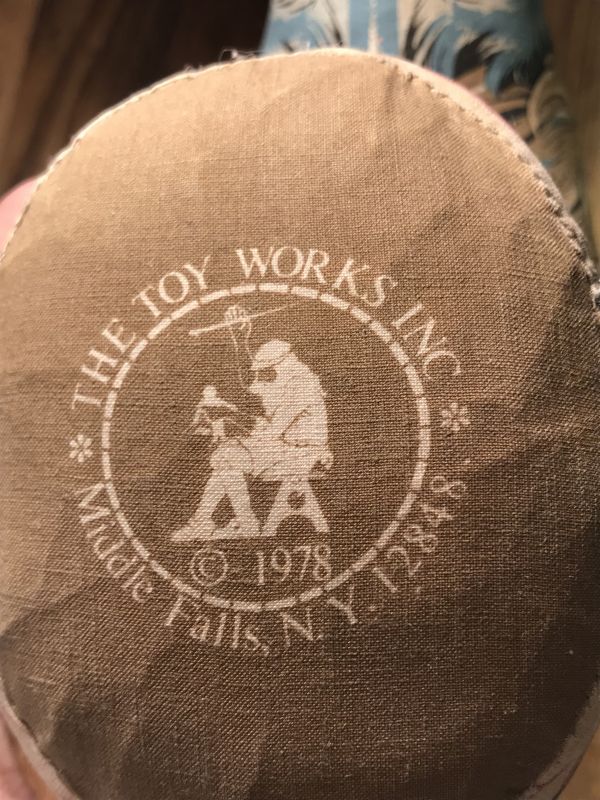 * THE TOY WORKS INC *
© 1978
Middle Falls, N.Y. 12848